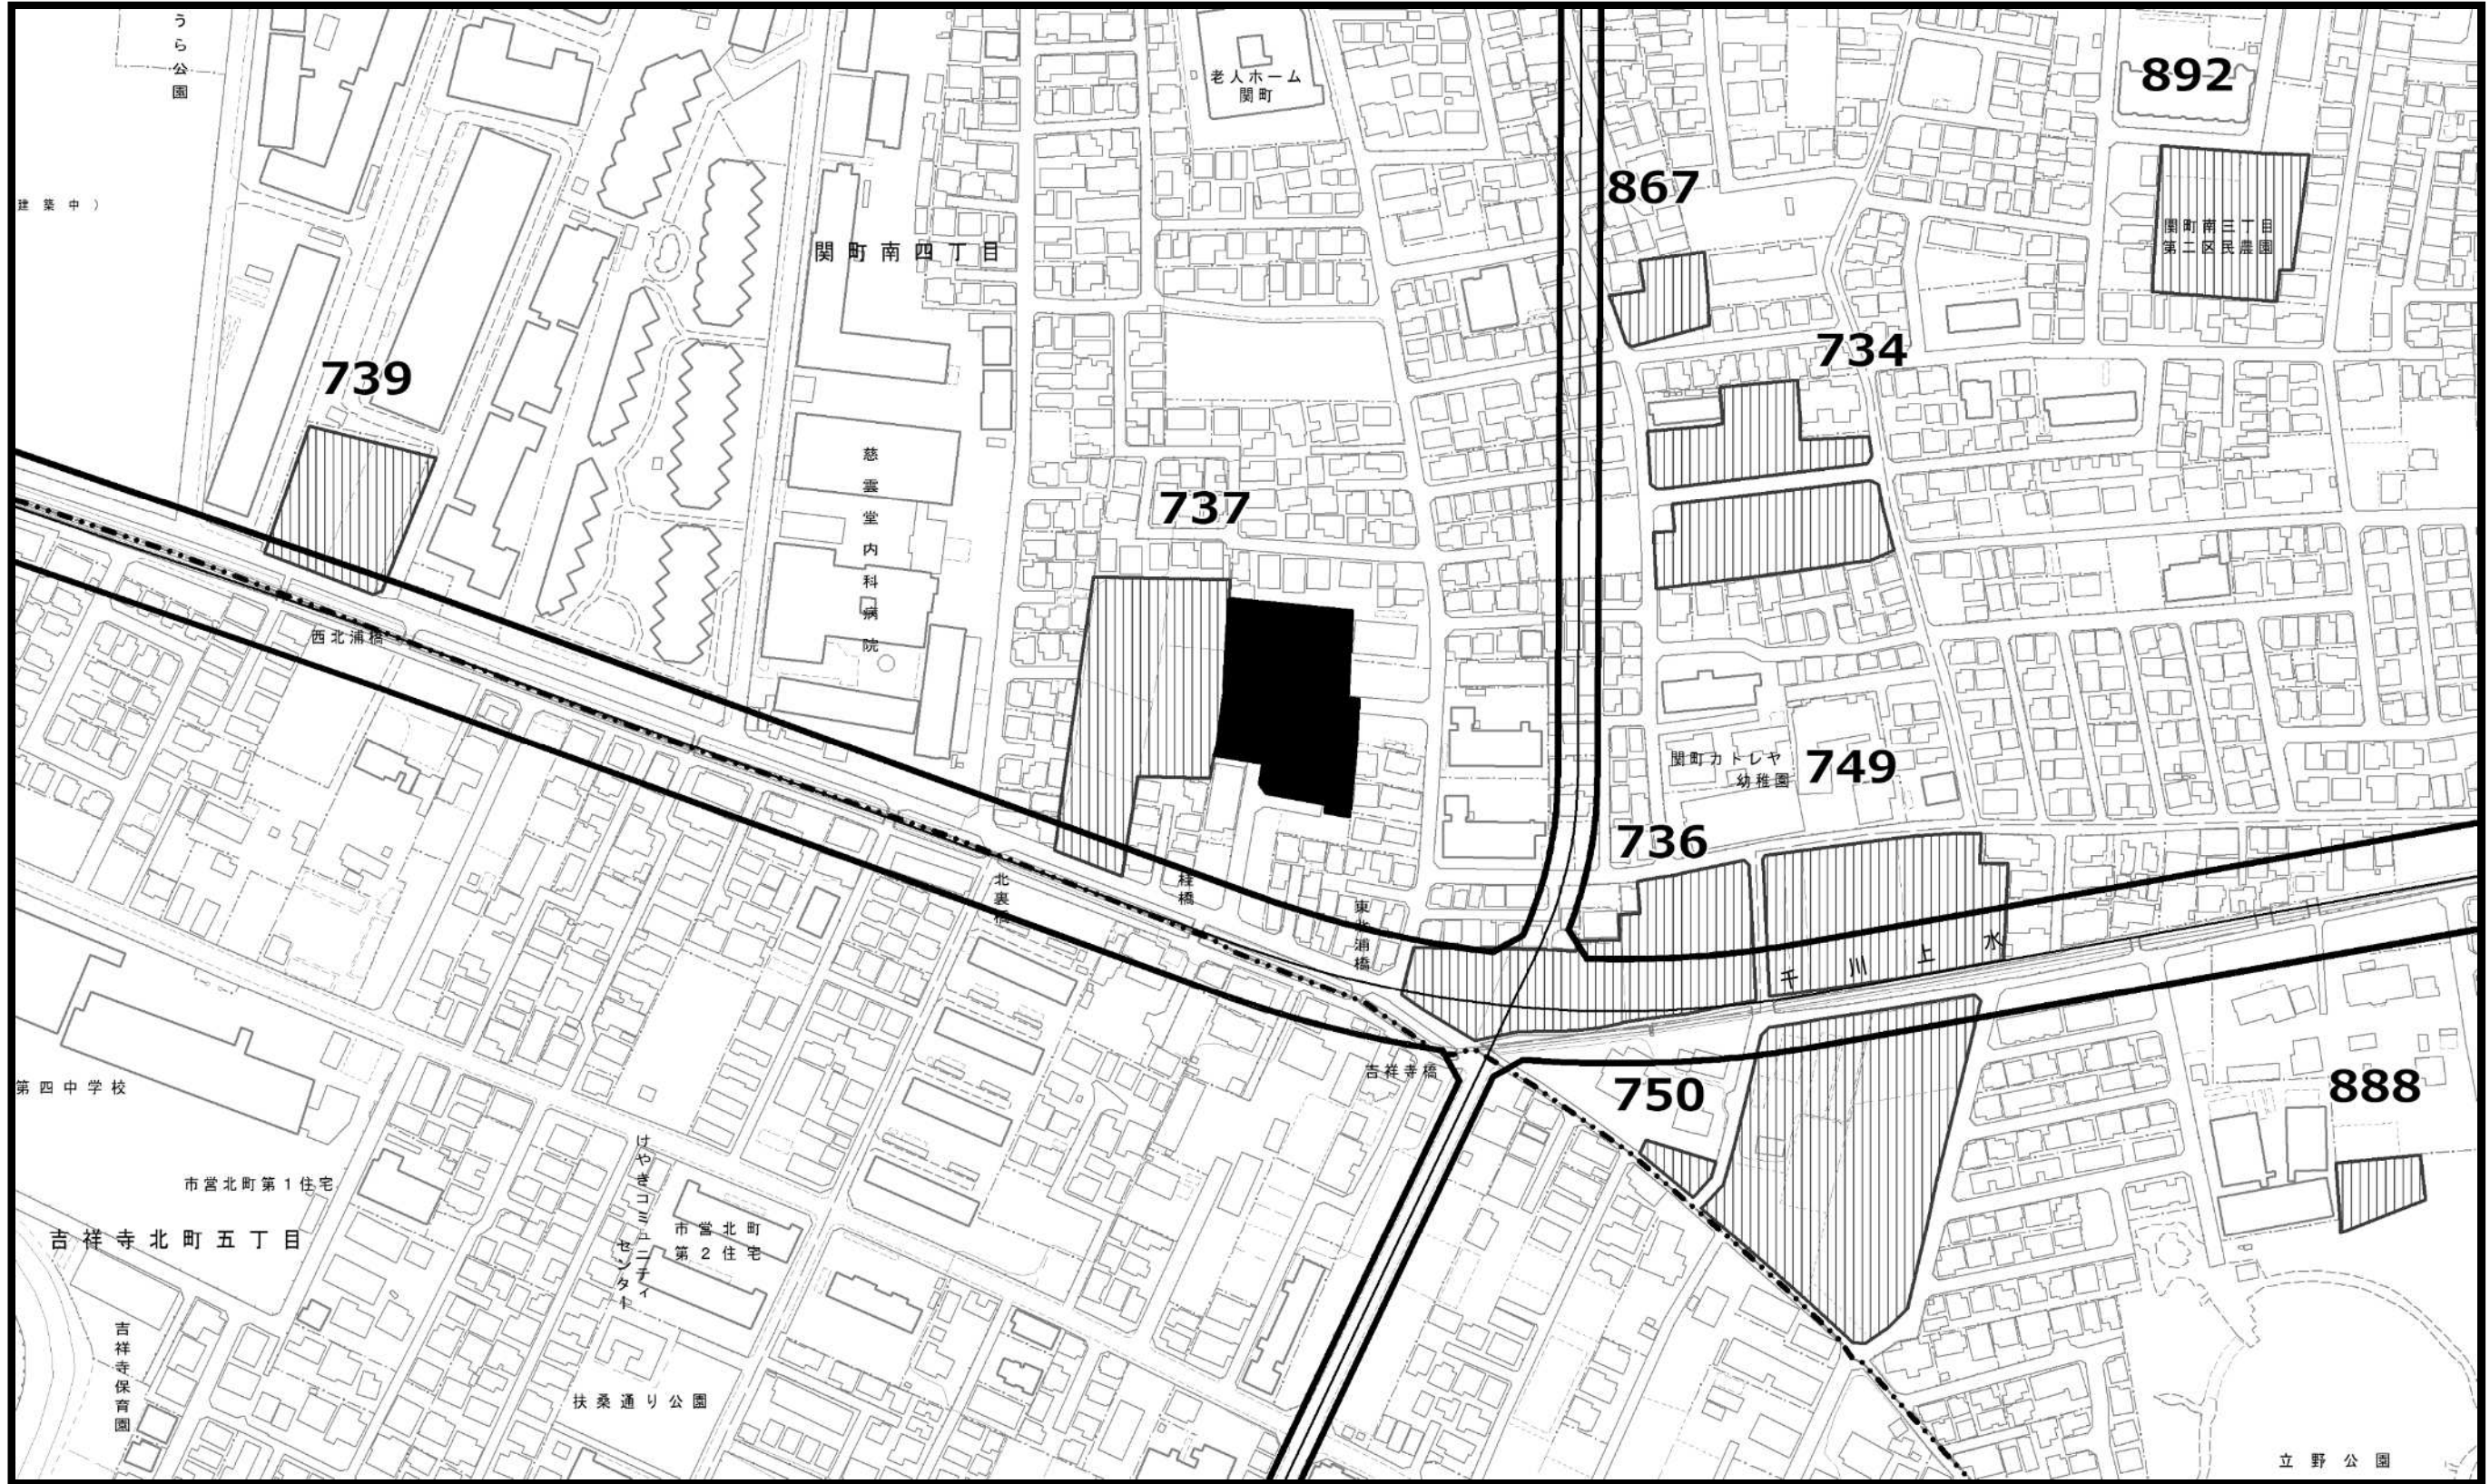 うら公園
892
老人ホーム
関町
867
建築中）
関町南三丁目
第二区民農園
関町南四丁目
734
739
慈雲堂内科病院
737
西北浦橋
関町カトレヤ
幼稚園
749
736
北裏橋
桂橋
東北浦橋
千川上水
吉祥寺橋
750
888
第四中学校
けやきコミュニティ
センター
市営北町第1住宅
市営北町
第2住宅
吉祥寺北町五丁目
吉祥寺保育園
扶桑通り公園
立野公園